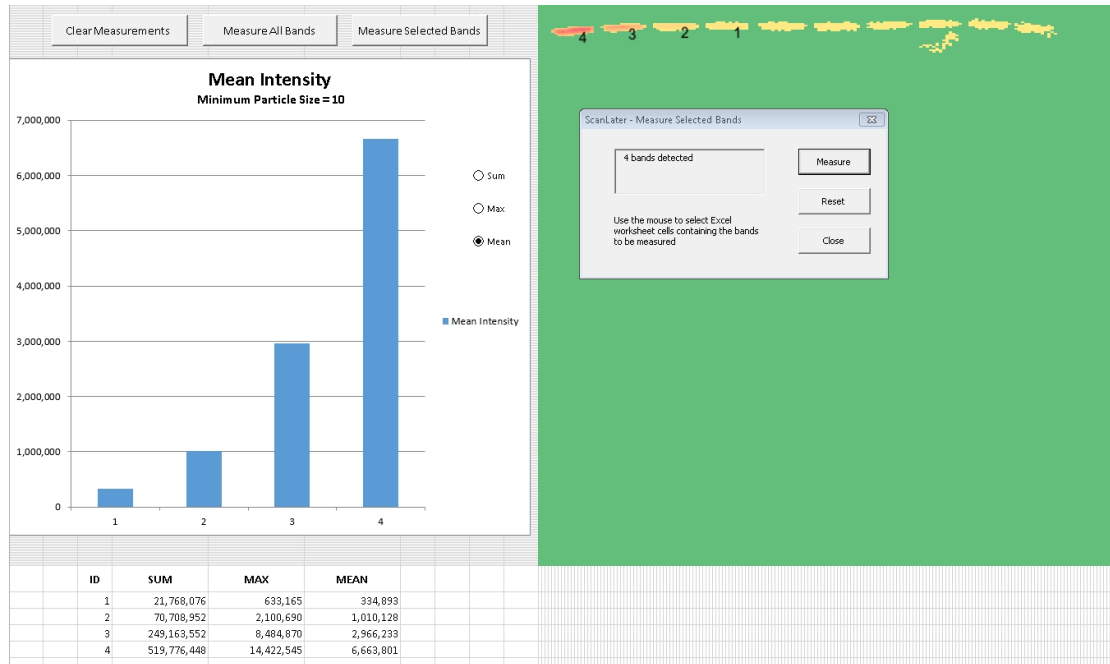 Clear Measurements
Measure All Bands
Measure Selected Bands
Mean Intensity
Minimum Particle Size = 10
7,000,000
6,000,000
5,000,000
4,000,000
3,000,000
2,000,000
1,000,000
0
1 2 3 4
Sum
Max
Mean
Mean Intensity
ID SUM MAX MEAN
1 21,768,076 633,165 334,893
2 70,708,952 2,100,690 1,010,128
3 249,163,552 8,484,870 2,966,233
4 519,776,448 14,422,545 6,663,801
4 3 2 1
ScanLater - Measure Selected Bands
4 bands detected
Measure
Reset
Use the mouse to select Excel
worksheet cells containing the bands
to be measured
Close